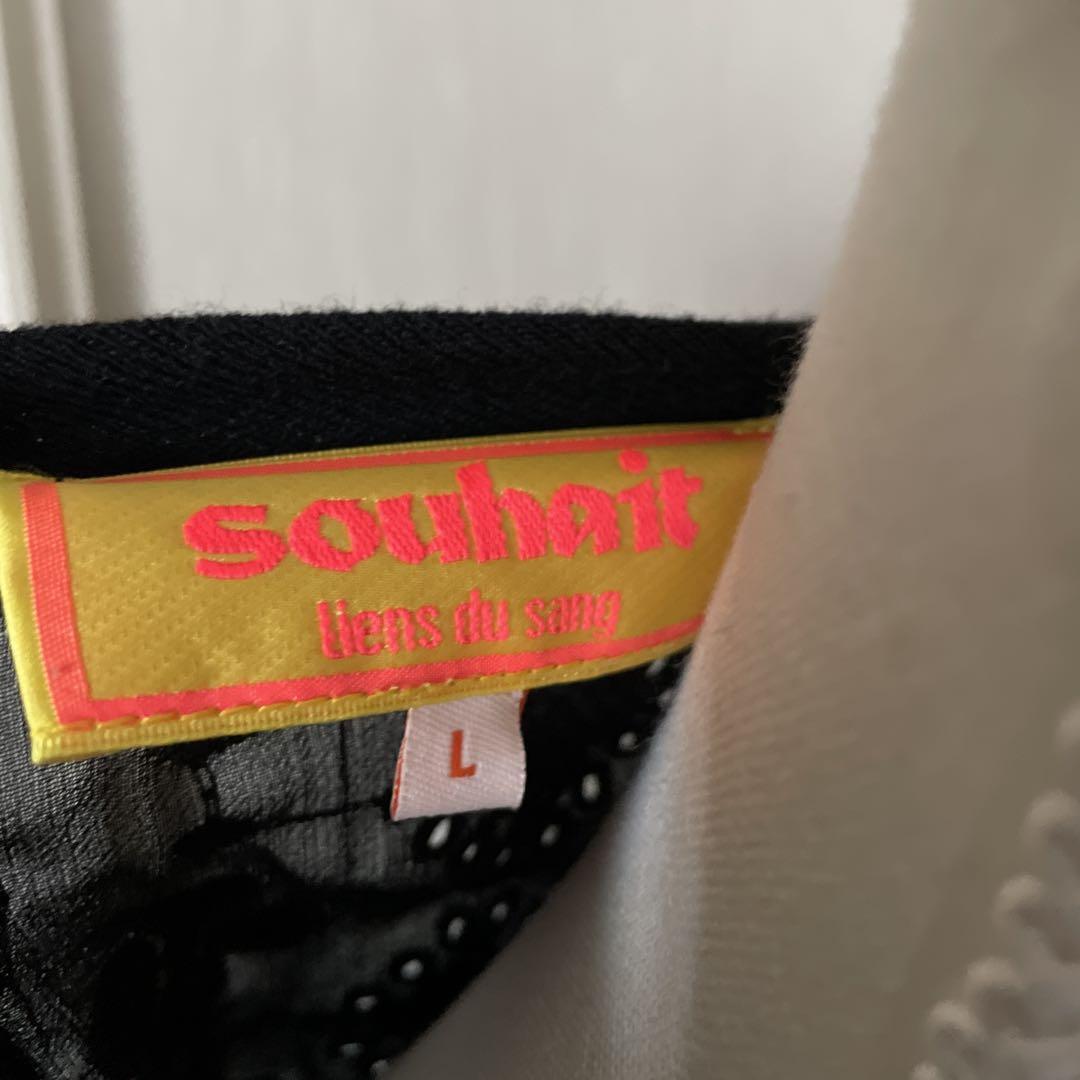 souhait
liens du sang
L